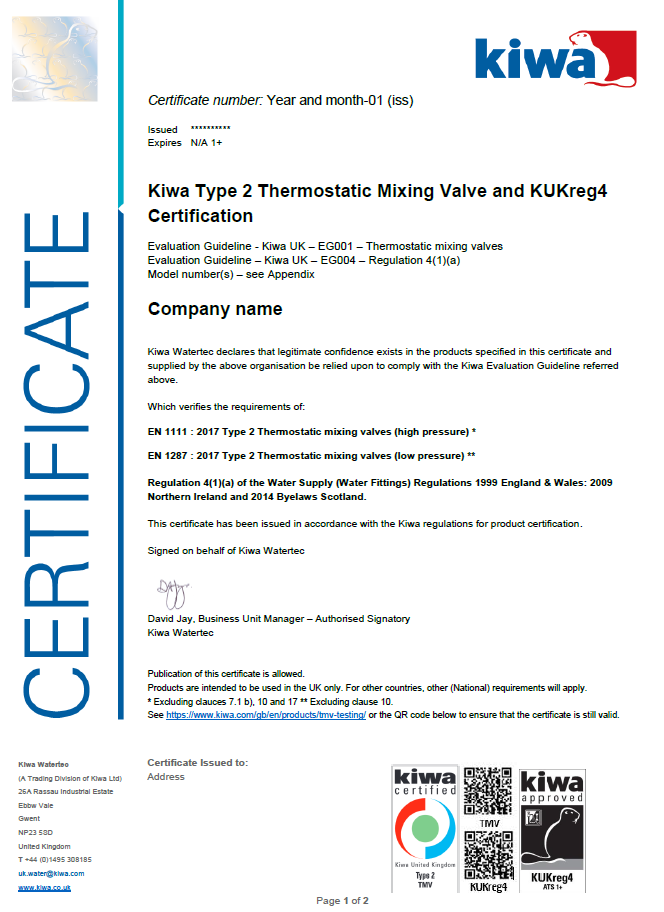 kiwa
Certificate number: Year and month-01 (iss)
Issued **********
Expires N/A 1+
Kiwa Type 2 Thermostatic Mixing Valve and KUKreg4
Certification
Evaluation Guideline - Kiwa UK – EG001 – Thermostatic mixing valves
Evaluation Guideline – Kiwa UK – EG004 – Regulation 4(1)(a)
Model number(s) – see Appendix
Company name
CERTIFICATE
Kiwa Watertec declares that legitimate confidence exists in the products specified in this certificate and
supplied by the above organisation be relied upon to comply with the Kiwa Evaluation Guideline referred
above.
Which verifies the requirements of:
EN 1111 : 2017 Type 2 Thermostatic mixing valves (high pressure) *
EN 1287 : 2017 Type 2 Thermostatic mixing valves (low pressure) **
Regulation 4(1)(a) of the Water Supply (Water Fittings) Regulations 1999 England & Wales: 2009
Northern Ireland and 2014 Byelaws Scotland.
This certificate has been issued in accordance with the Kiwa regulations for product certification.
Signed on behalf of Kiwa Watertec
David Jay, Business Unit Manager – Authorised Signatory
Kiwa Watertec
Publication of this certificate is allowed.
Products are intended to be used in the UK only. For other countries, other (National) requirements will apply.
* Excluding clauses 7.1 b), 10 and 17 ** Excluding clause 10.
See https://www.kiwa.com/gb/en/products/tmv-testing/ or the QR code below to ensure that the certificate is still valid.
Kiwa Watertec
(A Trading Division of Kiwa Ltd)
26A Rassau Industrial Estate
Ebbw Vale
Gwent
NP23 5SD
United Kingdom
T +44 (0)1495 308185
uk.water@kiwa.com
www.kiwa.co.uk
Certificate Issued to:
Address
kiwa
certified
Kiwa United Kingdom
Type 2
TMV
TMV
KUKreg4
kiwa
approved
KUKreg4
ATS 1+
Page 1 of 2